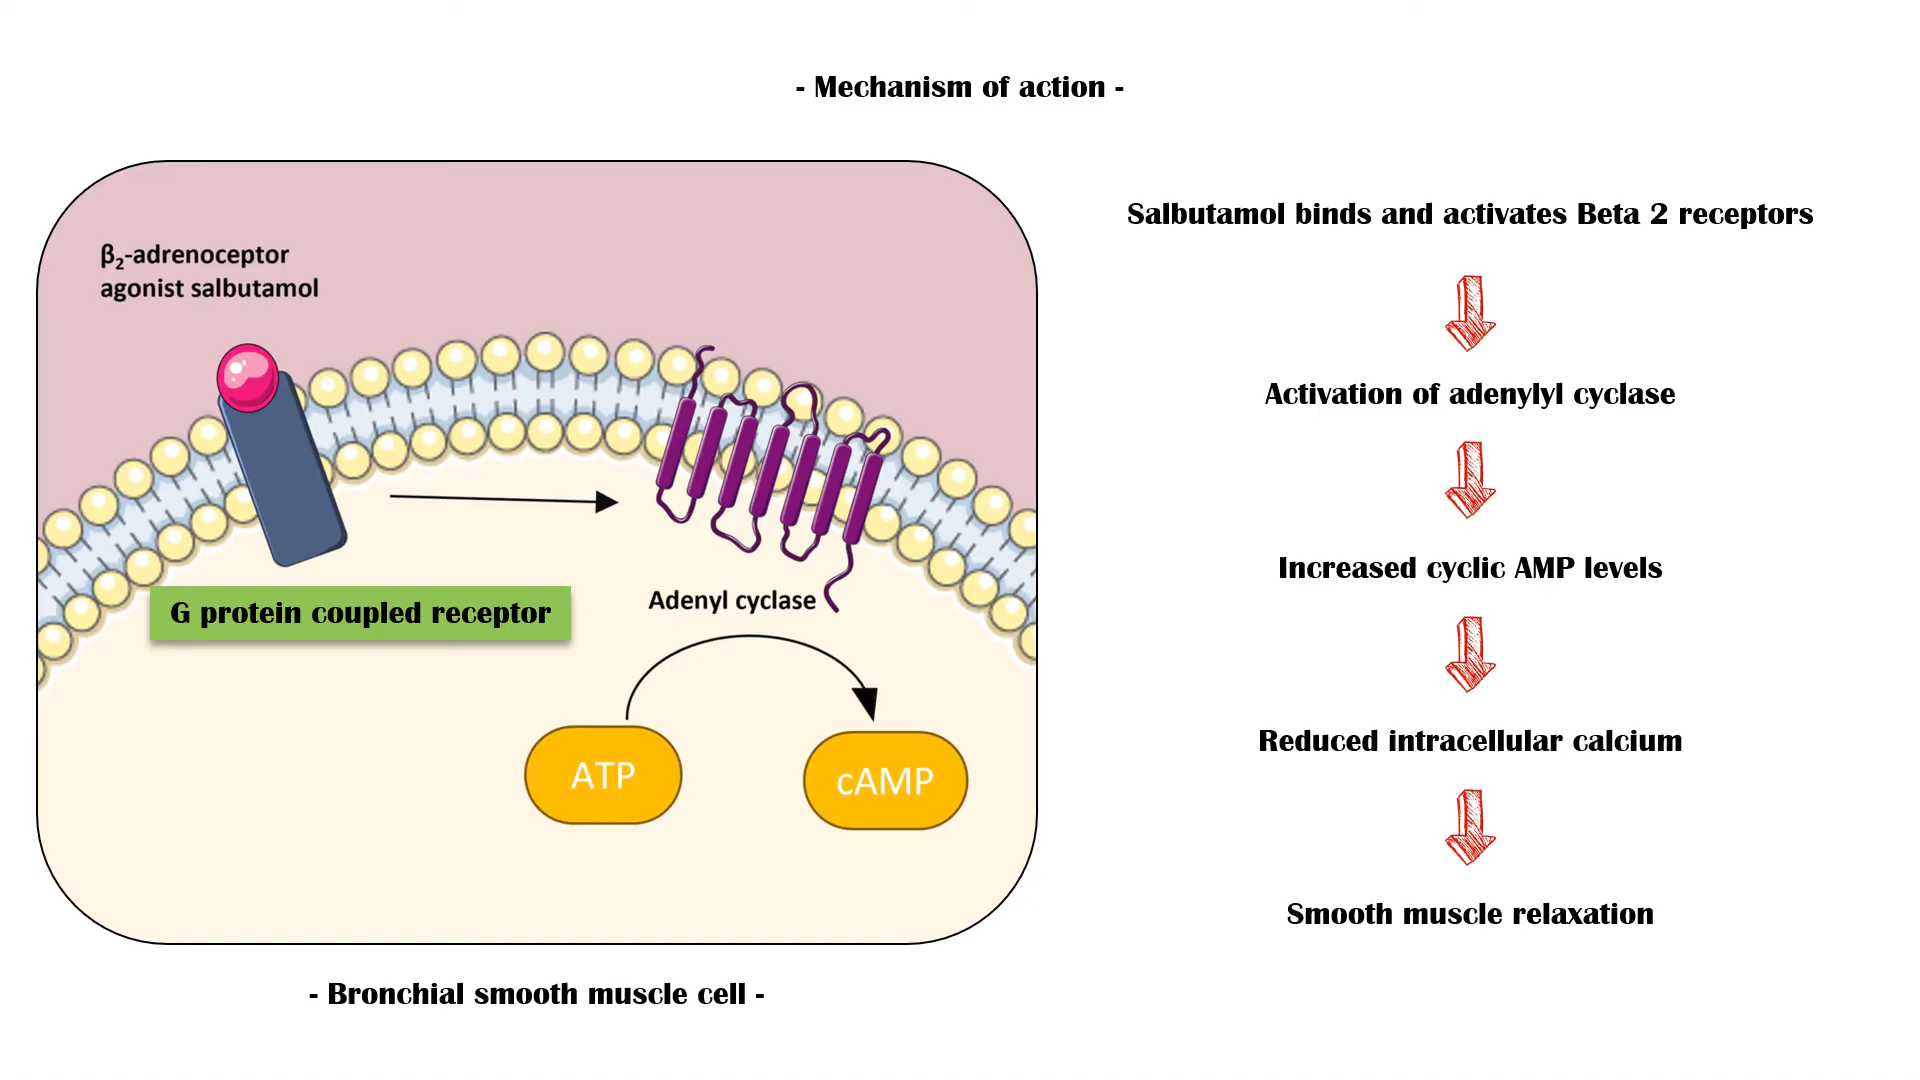 - Mechanism of action -
β₂-adrenoceptor
agonist salbutamol
G protein coupled receptor
Adenyl cyclase
ATP
cAMP
- Bronchial smooth muscle cell -
Salbutamol binds and activates Beta 2 receptors
Activation of adenylyl cyclase
Increased cyclic AMP levels
Reduced intracellular calcium
Smooth muscle relaxation